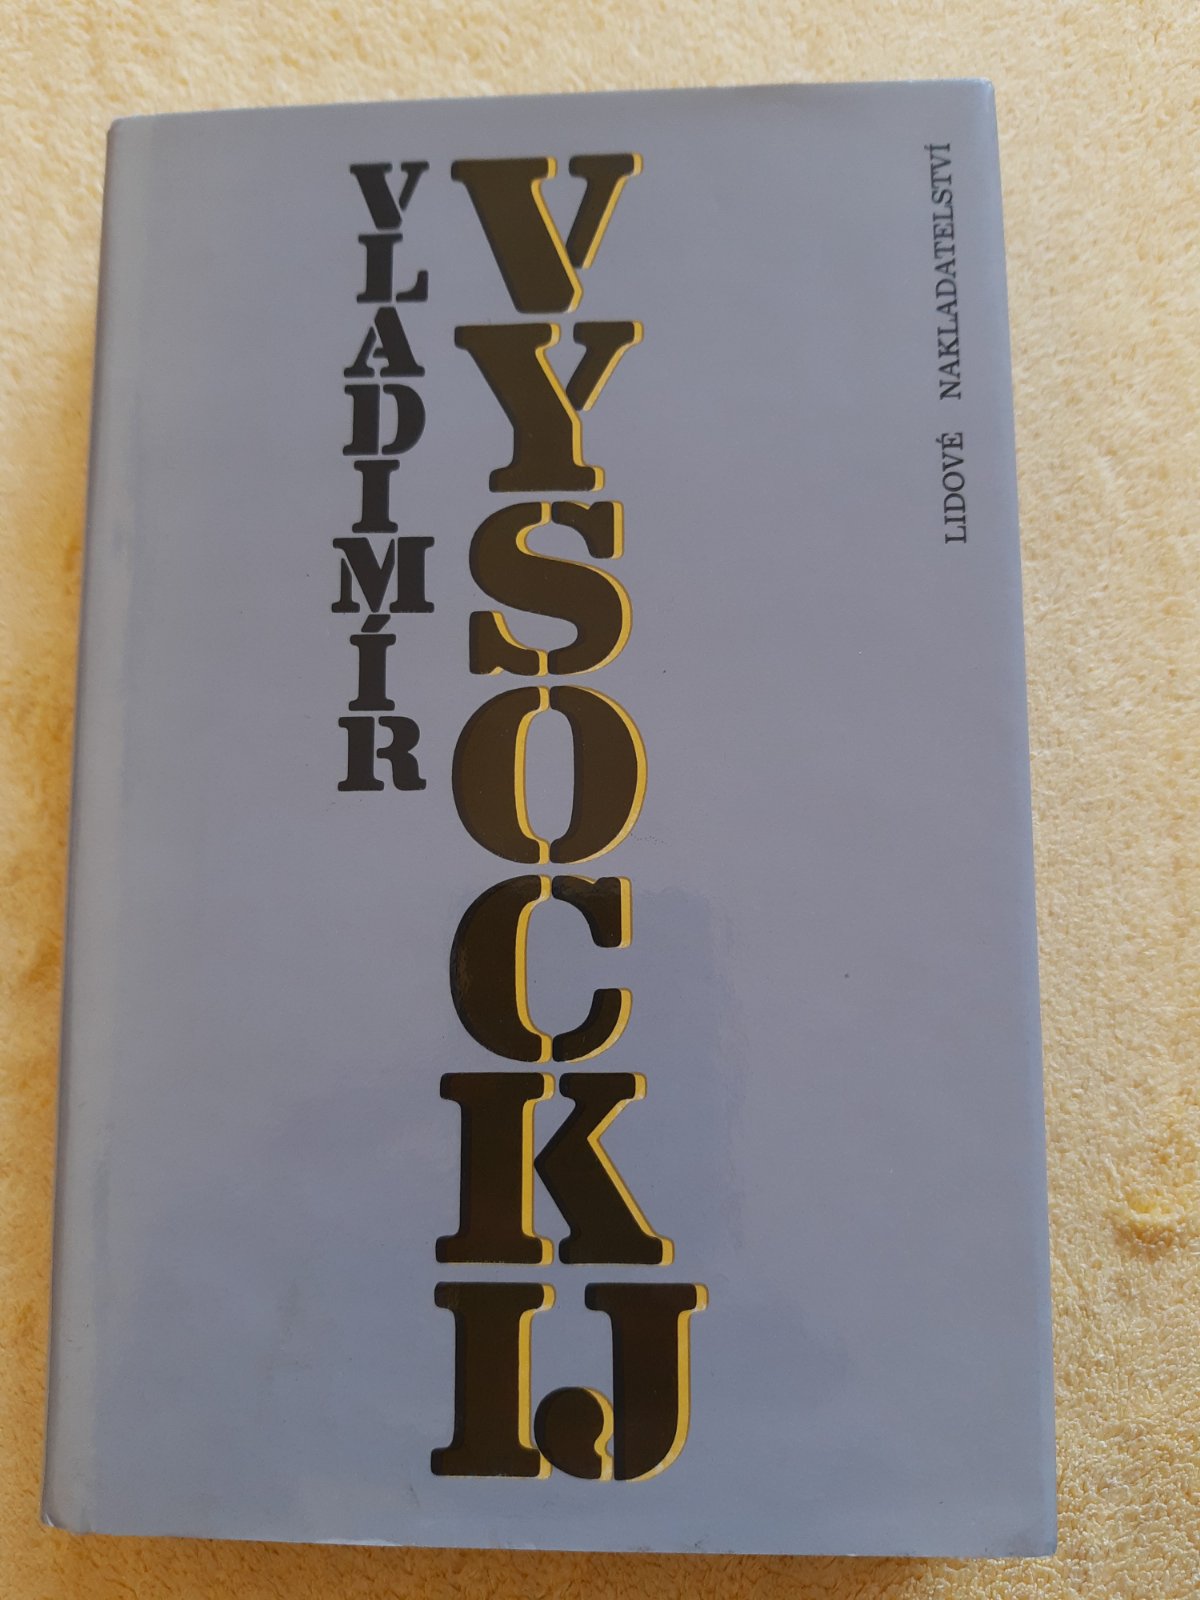 VLADIMÍR
VYSOCKIJ
LIDOVÉ NAKLADATELSTVÍ